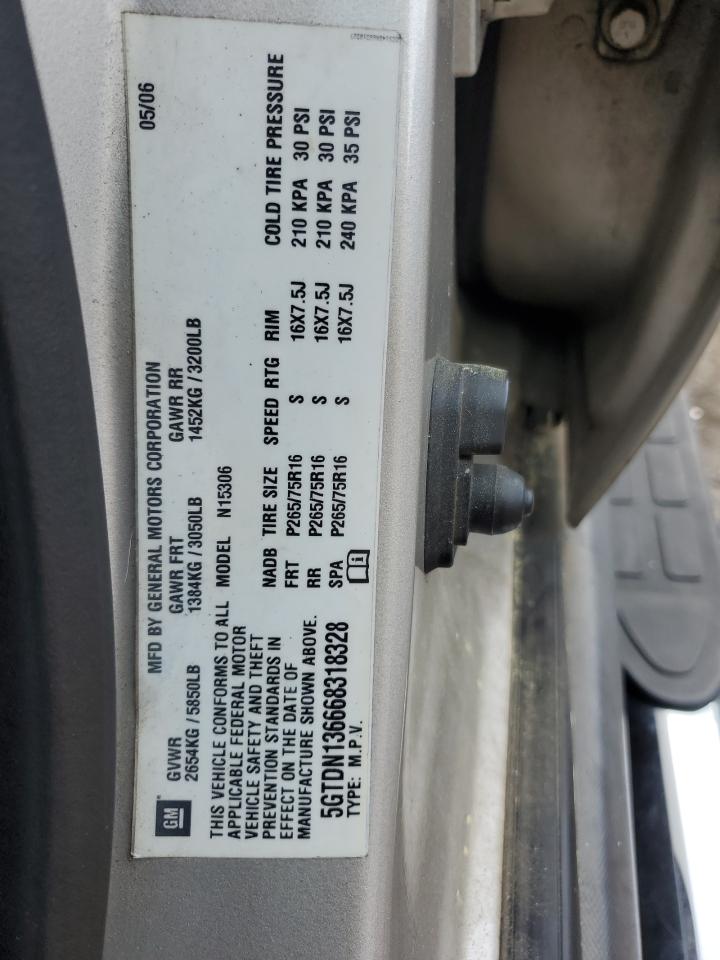 MFD BY GENERAL MOTORS CORPORATION 05/06
GM
GVWR GAWR FRT GAWR RR
2654KG/5850LB 1384KG/3050LB 1452KG/3200LB
THIS VEHICLE CONFORMS TO ALL
APPLICABLE FEDERAL MOTOR
VEHICLE SAFETY AND THEFT
PREVENTION STANDARDS IN
EFFECT ON THE DATE OF
MANUFACTURE SHOWN ABOVE.
MODEL N15306
NADB TIRE SIZE SPEED RTG RIM COLD TIRE PRESSURE
FRT P265/75R16 S 16X7.5J 210 KPA 30 PSI
RR P265/75R16 S 16X7.5J 210 KPA 30 PSI
SPA P265/75R16 S 16X7.5J 240 KPA 35 PSI
5GTDN136668318328
TYPE: M.P.V.